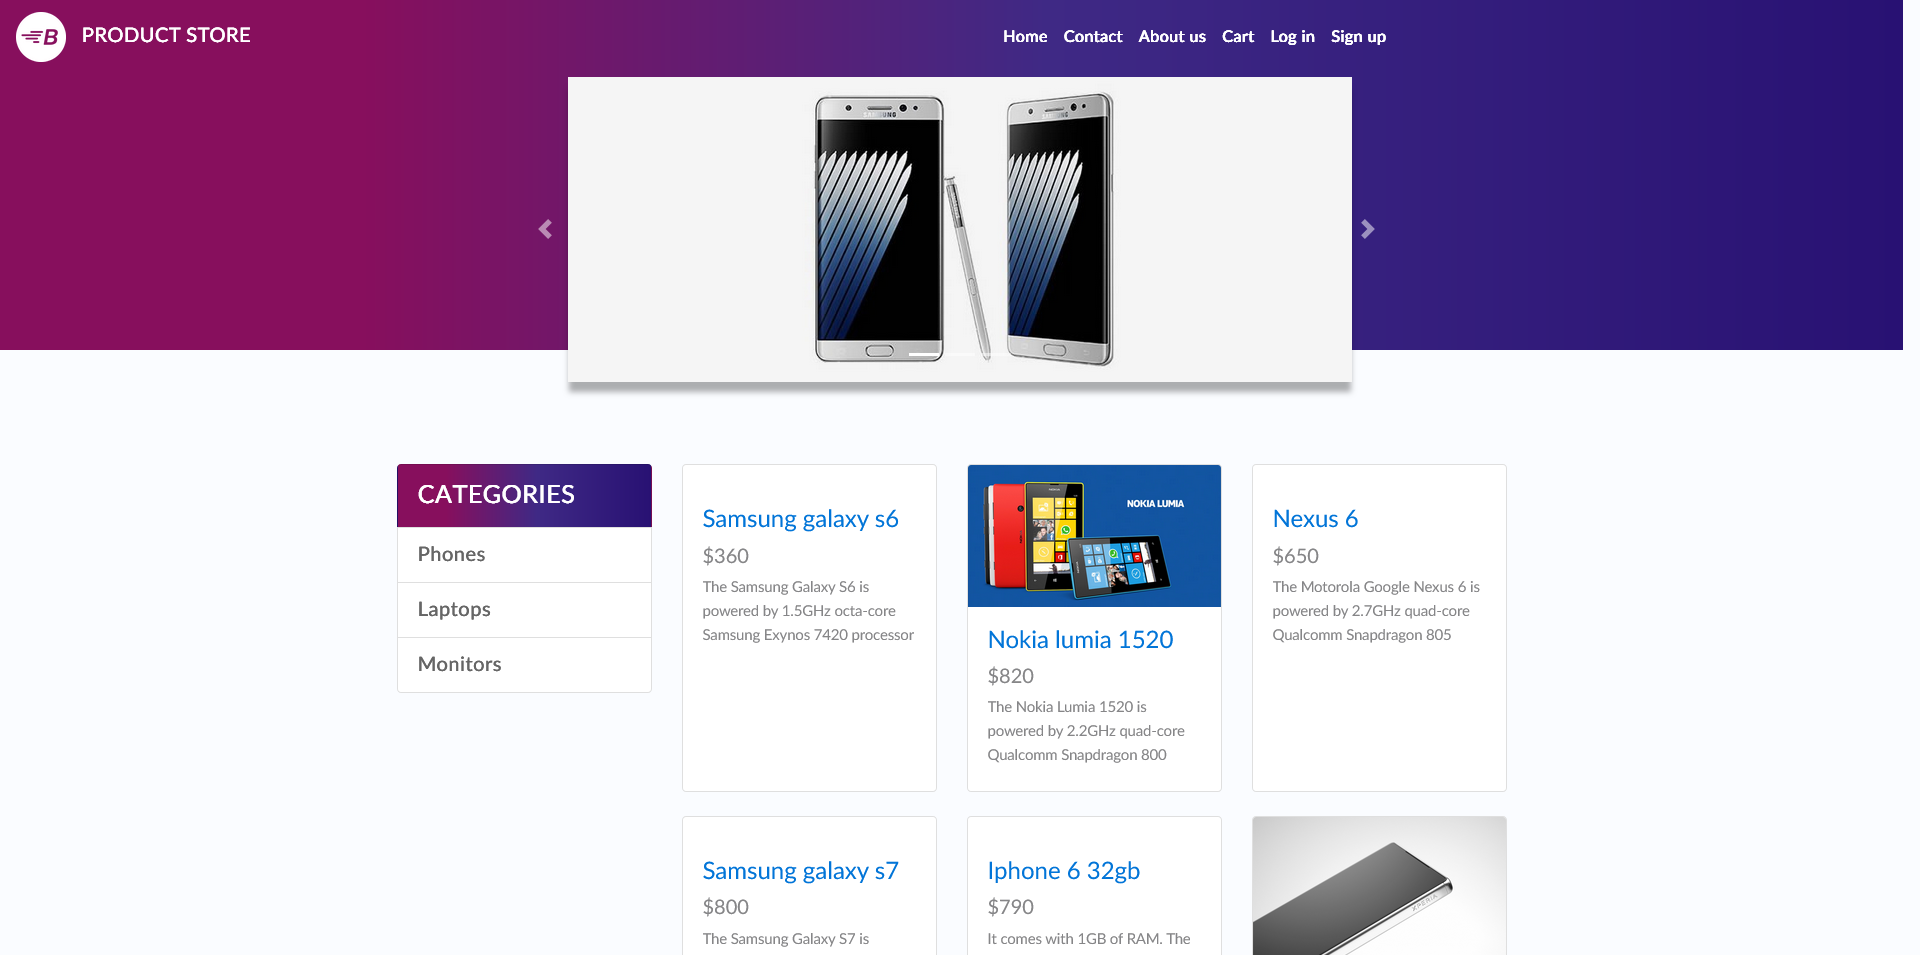 B PRODUCT STORE
Home Contact About us Cart Log in Sign up
SAMSUNG
SAMSUNG
CATEGORIES
Phones
Laptops
Monitors
Samsung galaxy s6
$360
The Samsung Galaxy S6 is
powered by 1.5GHz octa-core
Samsung Exynos 7420 processor
NOKIA LUMIA
Nokia lumia 1520
$820
The Nokia Lumia 1520 is
powered by 2.2GHz quad-core
Qualcomm Snapdragon 800
Nexus 6
$650
The Motorola Google Nexus 6 is
powered by 2.7GHz quad-core
Qualcomm Snapdragon 805
Samsung galaxy s7
$800
The Samsung Galaxy S7 is
Iphone 6 32gb
$790
It comes with 1GB of RAM. The
XPERIA